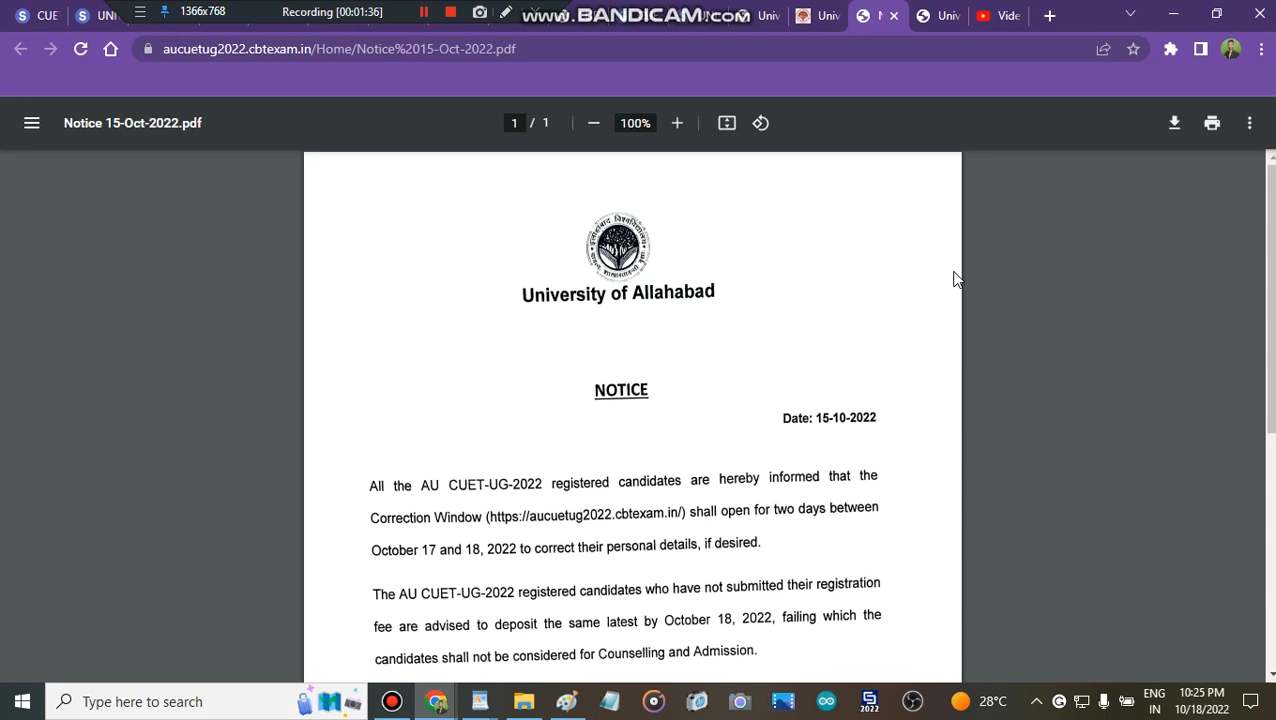 1366x768 Recording [00:01:36] www.BANDICAM.com
CUE UNI Univ Univ N Univ Vide
aucuetug2022.cbtexam.in/Home/Notice%2015-Oct-2022.pdf
Notice 15-Oct-2022.pdf 1 / 1 100%
इलाहाबाद विश्वविद्यालय
University of Allahabad
NOTICE
Date: 15-10-2022
All the AU CUET-UG-2022 registered candidates are hereby informed that the
Correction Window (https://aucuetug2022.cbtexam.in/) shall open for two days between
October 17 and 18, 2022 to correct their personal details, if desired.
The AU CUET-UG-2022 registered candidates who have not submitted their registration
fee are advised to deposit the same latest by October 18, 2022, failing which the
candidates shall not be considered for Counselling and Admission.
Type here to search 2022 28°C ENG 10:25 PM
IN 10/18/2022